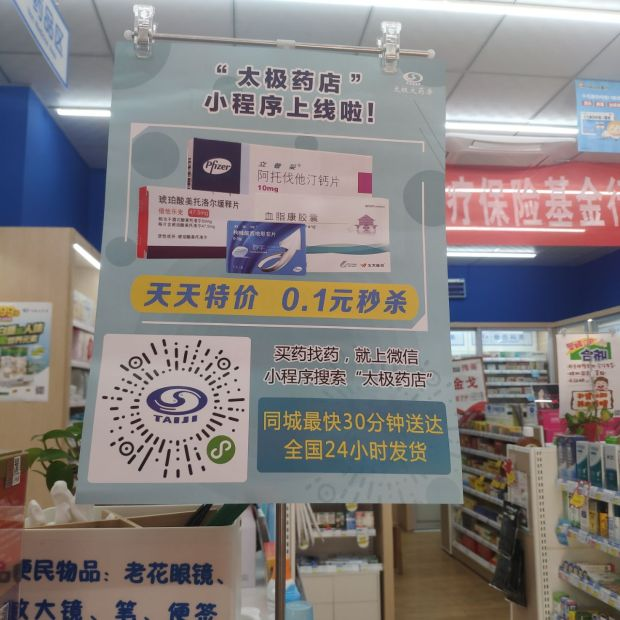 “太极药店”
小程序上线啦！
太极大药房
Pfizer
立普妥
阿托伐他汀钙片
10mg
琥珀酸美托洛尔缓释片
47.5mg
血脂康胶囊
天天特价 0.1元秒杀
TAIJI
买药找药，就上微信
小程序搜索“太极药店”
同城最快30分钟送达
全国24小时发货
疗保险基金
便民物品：老花眼镜、
放大镜、笔、便签